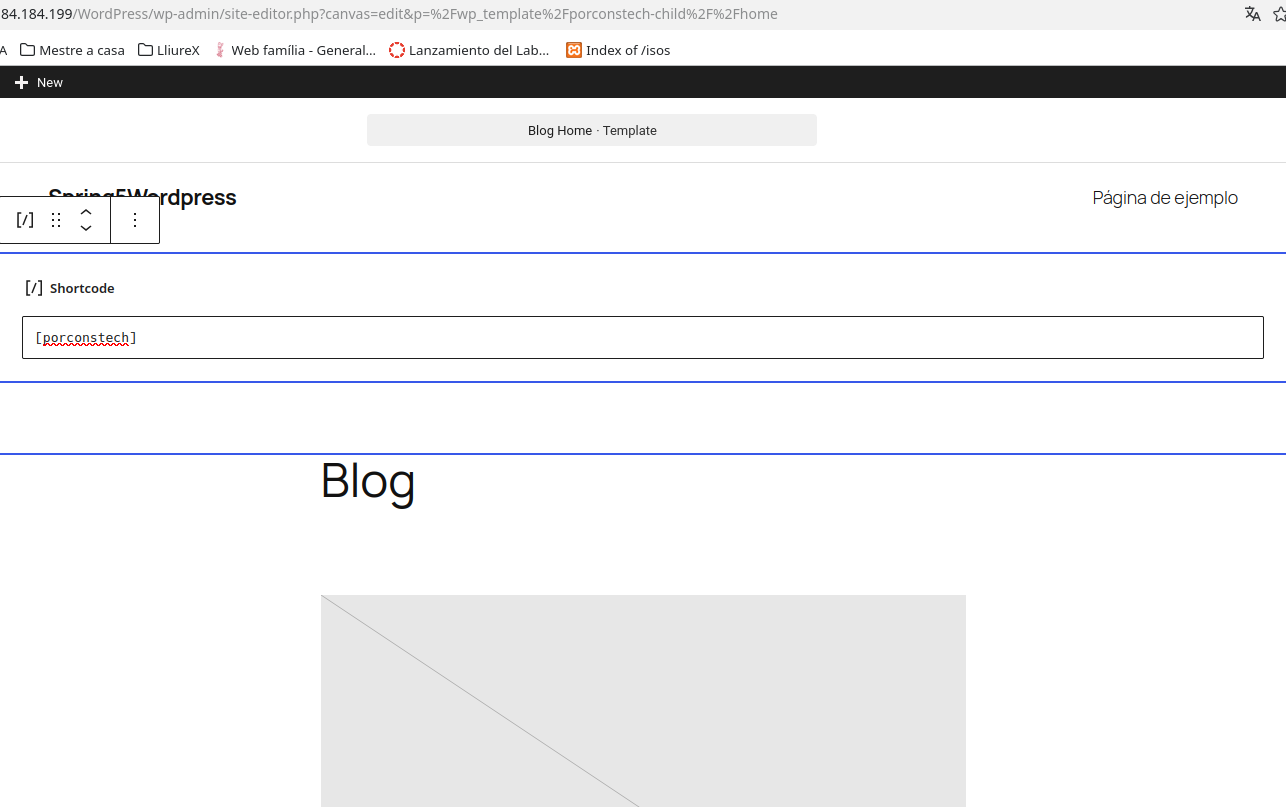 84.184.199/WordPress/wp-admin/site-editor.php?canvas=edit&p=%2Fwp_template%2Fporconstech-child%2F%2Fhome
A Mestre a casa LliureX Web família - General... Lanzamiento del Lab... Index of /isos
New
Blog Home · Template
Spring5Wordpress Página de ejemplo
[/] Shortcode
[porconstech]
Blog